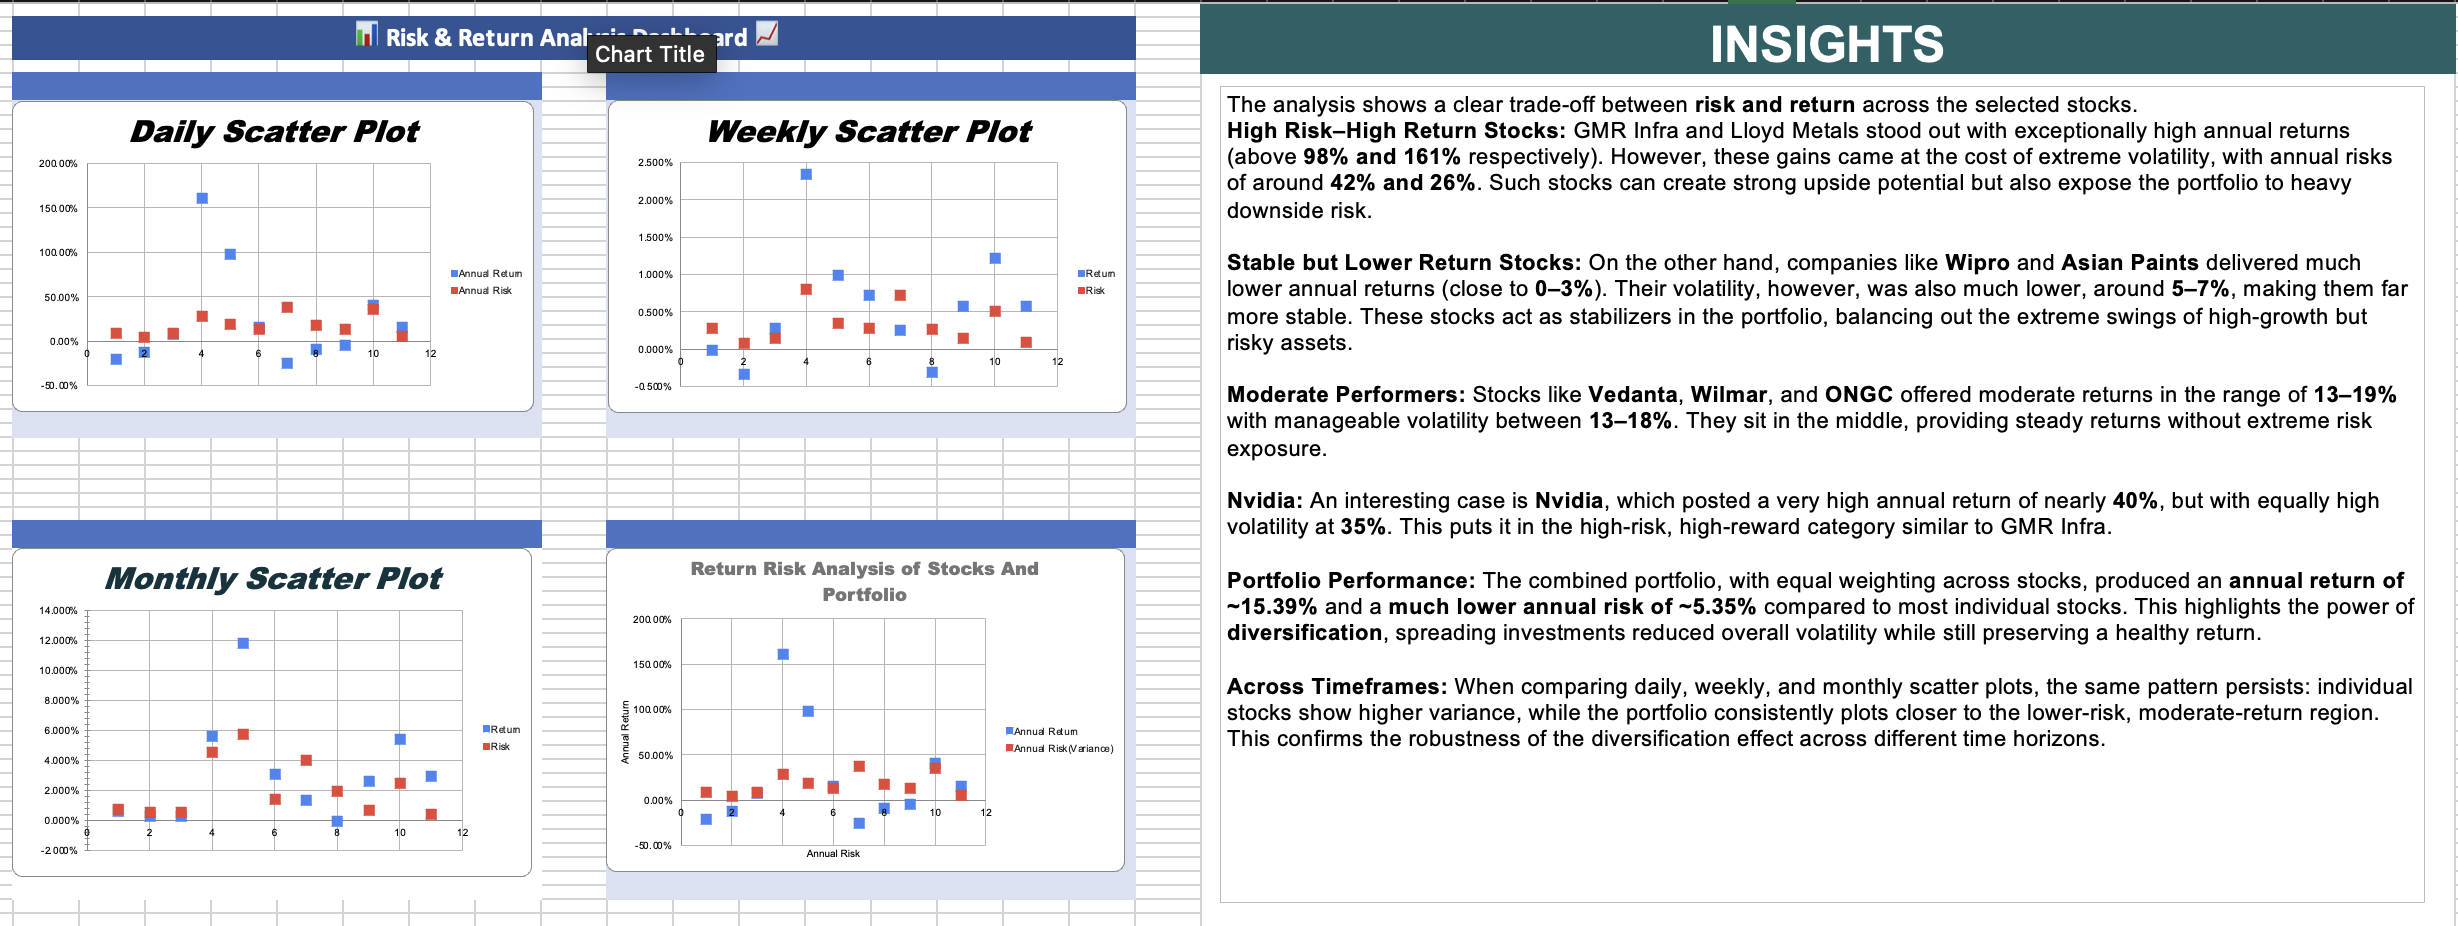 📊 Risk & Return Analysis Dashboard 📈
Chart Title
Daily Scatter Plot
200.00%
150.00%
100.00%
50.00%
0.00%
-50.00%
0 2 4 6 8 10 12
Annual Return
Annual Risk
Weekly Scatter Plot
2.500%
2.000%
1.500%
1.000%
0.500%
0.000%
-0.500%
0 2 4 6 8 10 12
Return
Risk
Monthly Scatter Plot
14.000%
12.000%
10.000%
8.000%
6.000%
4.000%
2.000%
0.000%
-2.000%
0 2 4 6 8 10 12
Return
Risk
Return Risk Analysis of Stocks And
Portfolio
200.00%
150.00%
100.00%
50.00%
0.00%
-50.00%
Annual Return
0 2 4 6 8 10 12
Annual Risk
Annual Return
Annual Risk(Variance)
INSIGHTS
The analysis shows a clear trade-off between risk and return across the selected stocks.
High Risk–High Return Stocks: GMR Infra and Lloyd Metals stood out with exceptionally high annual returns
(above 98% and 161% respectively). However, these gains came at the cost of extreme volatility, with annual risks
of around 42% and 26%. Such stocks can create strong upside potential but also expose the portfolio to heavy
downside risk.
Stable but Lower Return Stocks: On the other hand, companies like Wipro and Asian Paints delivered much
lower annual returns (close to 0–3%). Their volatility, however, was also much lower, around 5–7%, making them far
more stable. These stocks act as stabilizers in the portfolio, balancing out the extreme swings of high-growth but
risky assets.
Moderate Performers: Stocks like Vedanta, Wilmar, and ONGC offered moderate returns in the range of 13–19%
with manageable volatility between 13–18%. They sit in the middle, providing steady returns without extreme risk
exposure.
Nvidia: An interesting case is Nvidia, which posted a very high annual return of nearly 40%, but with equally high
volatility at 35%. This puts it in the high-risk, high-reward category similar to GMR Infra.
Portfolio Performance: The combined portfolio, with equal weighting across stocks, produced an annual return of
~15.39% and a much lower annual risk of ~5.35% compared to most individual stocks. This highlights the power of
diversification, spreading investments reduced overall volatility while still preserving a healthy return.
Across Timeframes: When comparing daily, weekly, and monthly scatter plots, the same pattern persists: individual
stocks show higher variance, while the portfolio consistently plots closer to the lower-risk, moderate-return region.
This confirms the robustness of the diversification effect across different time horizons.